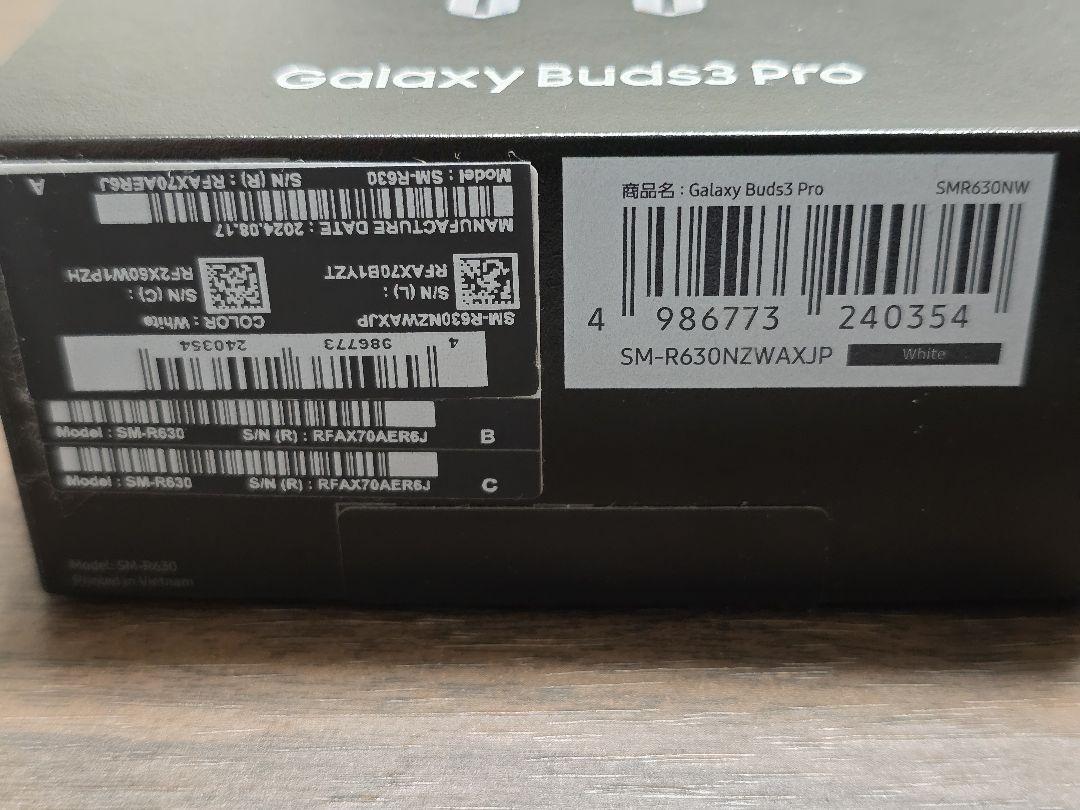 Galaxy Buds3 Pro
Model : SM-R630 S/N (R) : RFAX70AER6J A
MANUFACTURE DATE : 2024.08.17
S/N (L) : S/N (C) :
RFAX70B1YZT RF2X60W1PZH
SM-R630NZWAXJP COLOR : White
4 986773 240354
Model : SM-R630 S/N (R) : RFAX70AER6J B
Model : SM-R630 S/N (R) : RFAX70AER6J C
商品名 : Galaxy Buds3 Pro SMR630NW
4 986773 240354
SM-R630NZWAXJP White
Model: SM-R630
Printed in Vietnam